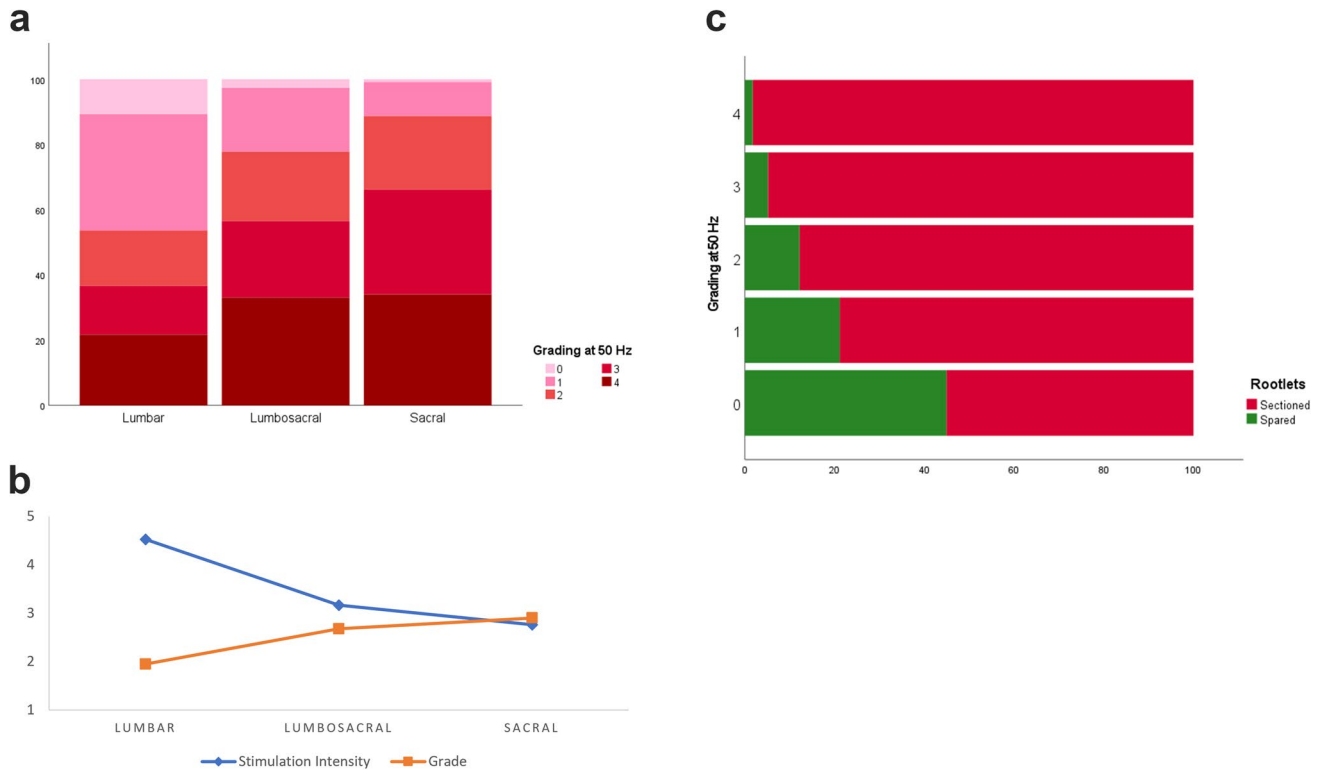 a
100
80
60
40
20
0
Lumbar Lumbosacral Sacral
Grading at 50 Hz
0 3
1 4
2
b
5
4
3
2
1
LUMBAR LUMBOSACRAL SACRAL
Stimulation Intensity Grade
c
Grading at 50 Hz
4
3
2
1
0
0 20 40 60 80 100
Rootlets
Sectioned
Spared